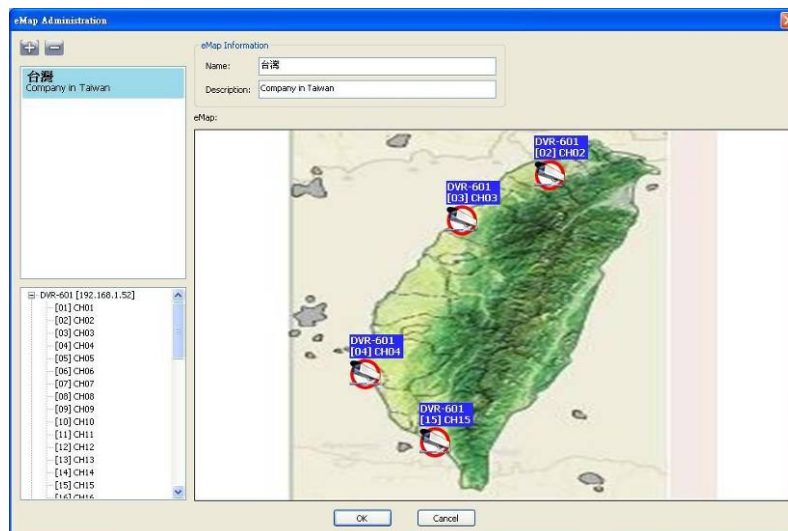 eMap Administration
台灣
Company in Taiwan
eMap Information
Name:
台灣
Description:
Company in Taiwan
eMap:
DVR-601
[02] CH02
DVR-601
[03] CH03
DVR-601
[04] CH04
DVR-601
[15] CH15
DVR-601 [192.168.1.52]
[01] CH01
[02] CH02
[03] CH03
[04] CH04
[05] CH05
[06] CH06
[07] CH07
[08] CH08
[09] CH09
[10] CH10
[11] CH11
[12] CH12
[13] CH13
[14] CH14
[15] CH15
[16] CH16
OK
Cancel